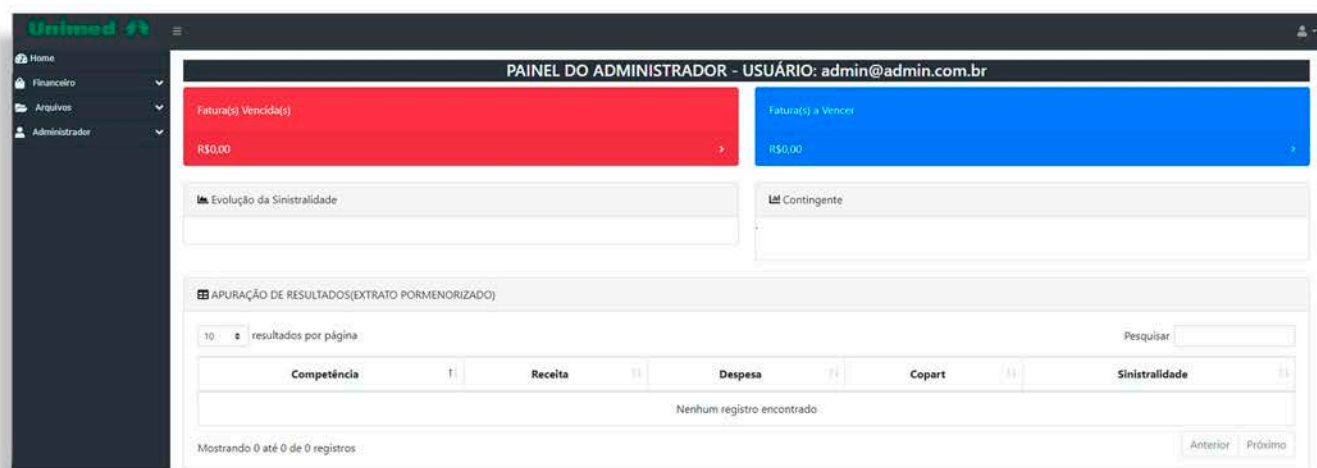 Unimed
Home
Financeiro
Arquivos
Administrador
PAINEL DO ADMINISTRADOR - USUÁRIO: admin@admin.com.br
Fatura(s) Vencida(s)
R$0,00
Fatura(s) a Vencer
R$0,00
Evolução da Sinistralidade
Contingente
APURAÇÃO DE RESULTADOS(EXTRATO PORMENORIZADO)
10 resultados por página
Pesquisar
Competência Receita Despesa Copart Sinistralidade
Nenhum registro encontrado
Mostrando 0 até 0 de 0 registros
Anterior Próximo